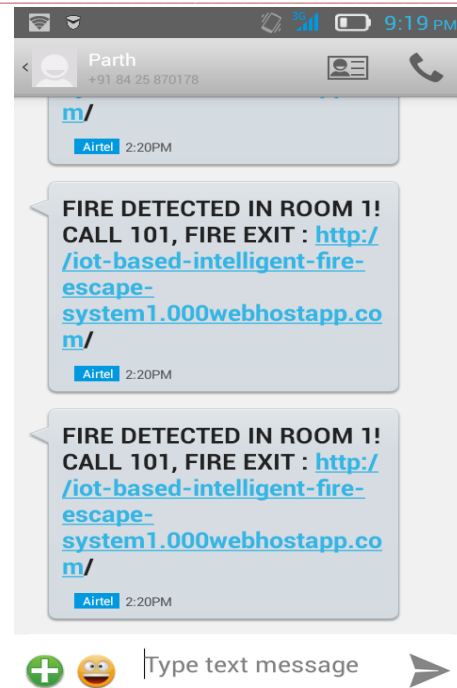 3G 9:19 PM
Parth
+91 84 25 870178
m/
Airtel 2:20PM
FIRE DETECTED IN ROOM 1!
CALL 101, FIRE EXIT : http:/
/iot-based-intelligent-fire-
escape-
system1.000webhostapp.co
m/
Airtel 2:20PM
FIRE DETECTED IN ROOM 1!
CALL 101, FIRE EXIT : http:/
/iot-based-intelligent-fire-
escape-
system1.000webhostapp.co
m/
Airtel 2:20PM
Type text message